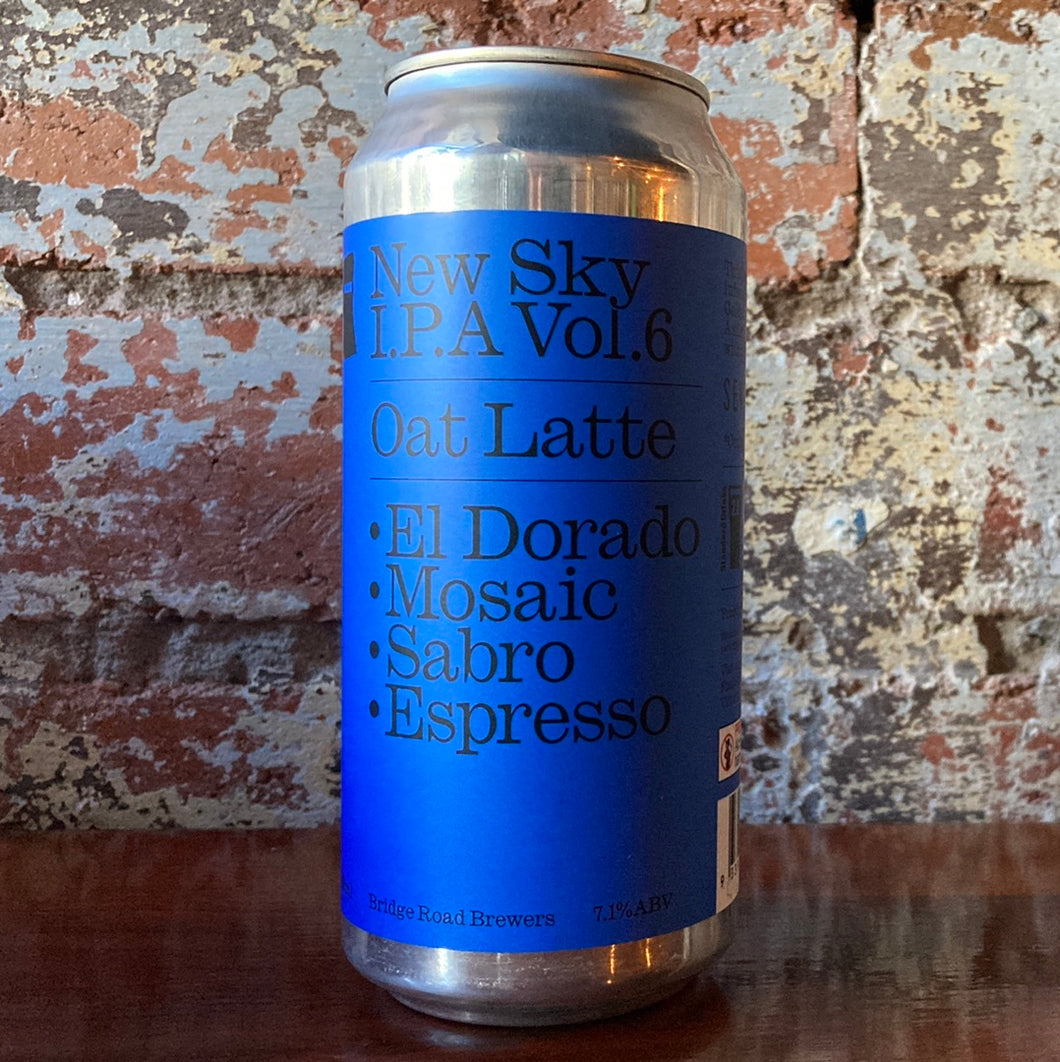 New Sky
I.P.A Vol.6
Oat Latte
•El Dorado
•Mosaic
•Sabro
•Espresso
Bridge Road Brewers 7.1% ABV